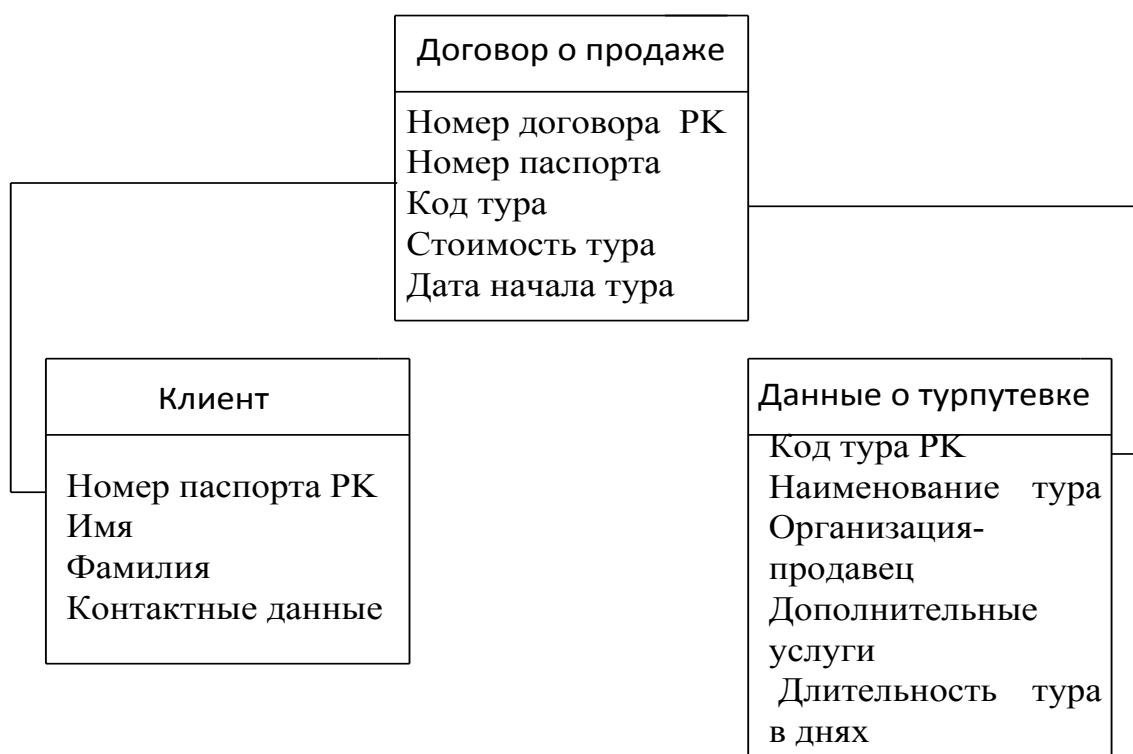 Договор о продаже
Номер договора PK
Номер паспорта
Код тура
Стоимость тура
Дата начала тура
Клиент
Номер паспорта PK
Имя
Фамилия
Контактные данные
Данные о турпутевке
Код тура PK
Наименование тура
Организация-
продавец
Дополнительные
услуги
Длительность тура
в днях